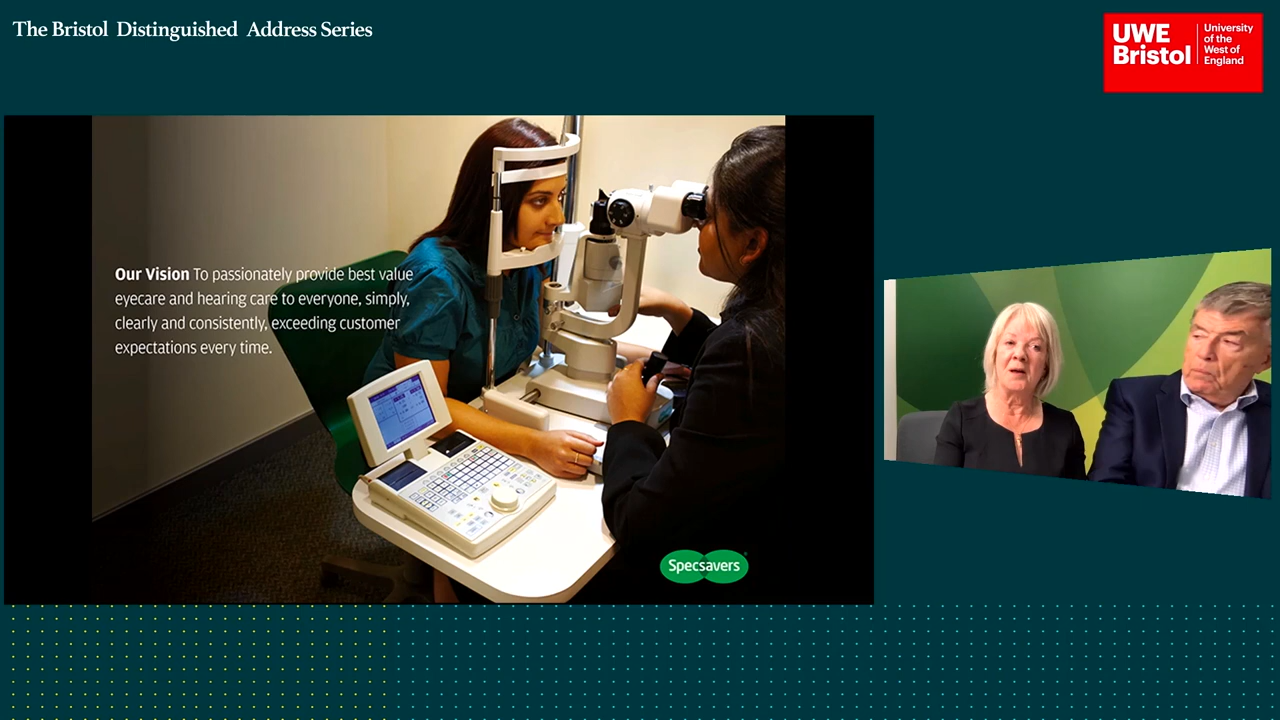 The Bristol Distinguished Address Series
UWE
Bristol
University
of the
West of
England
Our Vision To passionately provide best value
eyecare and hearing care to everyone, simply,
clearly and consistently, exceeding customer
expectations every time.
Specsavers